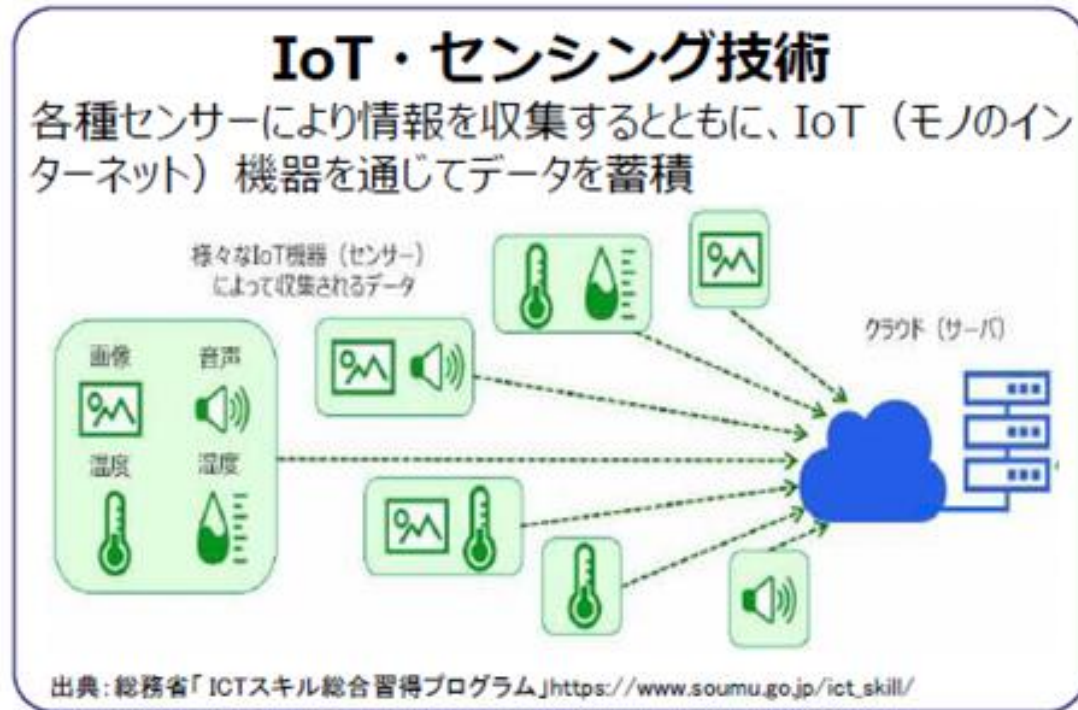 IoT・センシング技術
各種センサーにより情報を収集するとともに、IoT（モノのイン
ターネット）機器を通じてデータを蓄積
様々なIoT機器（センサー）
によって収集されるデータ
クラウド（サーバ）
画像 音声
温度 湿度
出典：総務省「ICTスキル総合習得プログラム」https://www.soumu.go.jp/ict_skill/